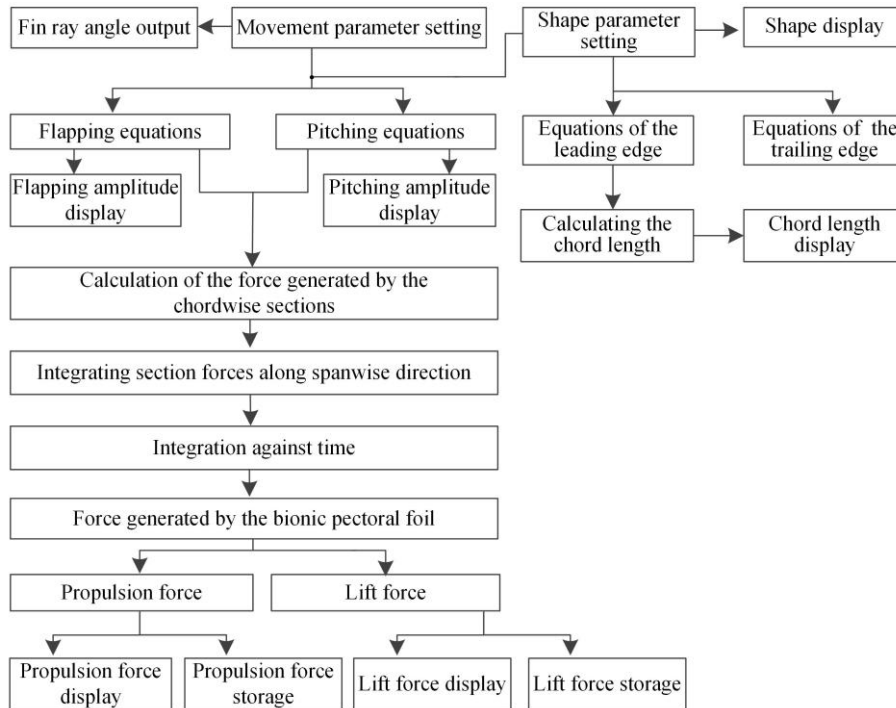 Fin ray angle output
Movement parameter setting
Shape parameter
setting
Shape display
Flapping equations
Pitching equations
Equations of the
leading edge
Equations of the
trailing edge
Flapping amplitude
display
Pitching amplitude
display
Calculating the
chord length
Chord length
display
Calculation of the force generated by the
chordwise sections
Integrating section forces along spanwise direction
Integration against time
Force generated by the bionic pectoral foil
Propulsion force
Lift force
Propulsion force
display
Propulsion force
storage
Lift force display
Lift force storage